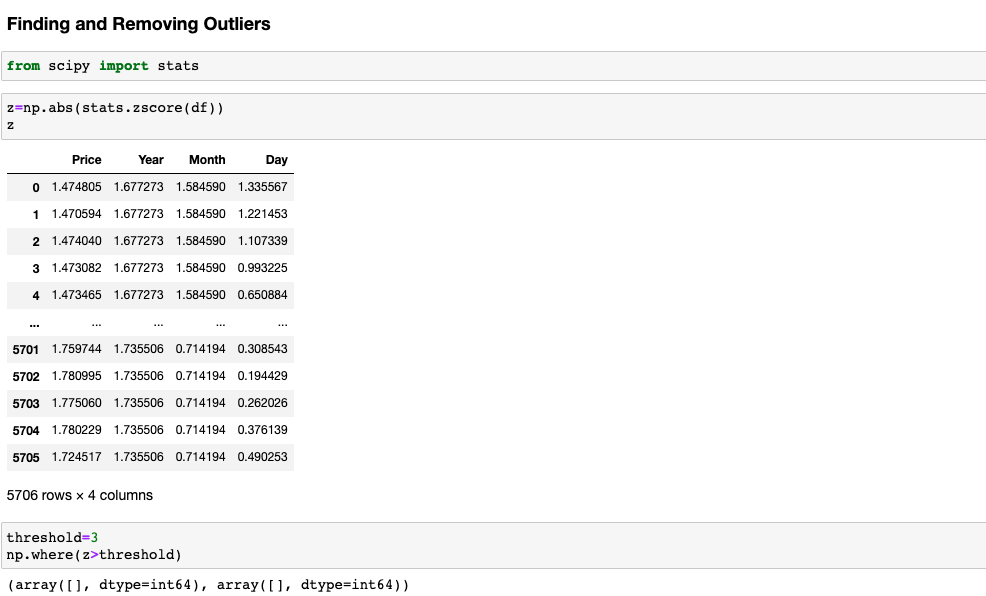 Finding and Removing Outliers
from scipy import stats
z=np.abs(stats.zscore(df))
z
Price Year Month Day
0 1.474805 1.677273 1.584590 1.335567
1 1.470594 1.677273 1.584590 1.221453
2 1.474040 1.677273 1.584590 1.107339
3 1.473082 1.677273 1.584590 0.993225
4 1.473465 1.677273 1.584590 0.650884
... ... ... ... ...
5701 1.759744 1.735506 0.714194 0.308543
5702 1.780995 1.735506 0.714194 0.194429
5703 1.775060 1.735506 0.714194 0.262026
5704 1.780229 1.735506 0.714194 0.376139
5705 1.724517 1.735506 0.714194 0.490253
5706 rows × 4 columns
threshold=3
np.where(z>threshold)
(array([], dtype=int64), array([], dtype=int64))